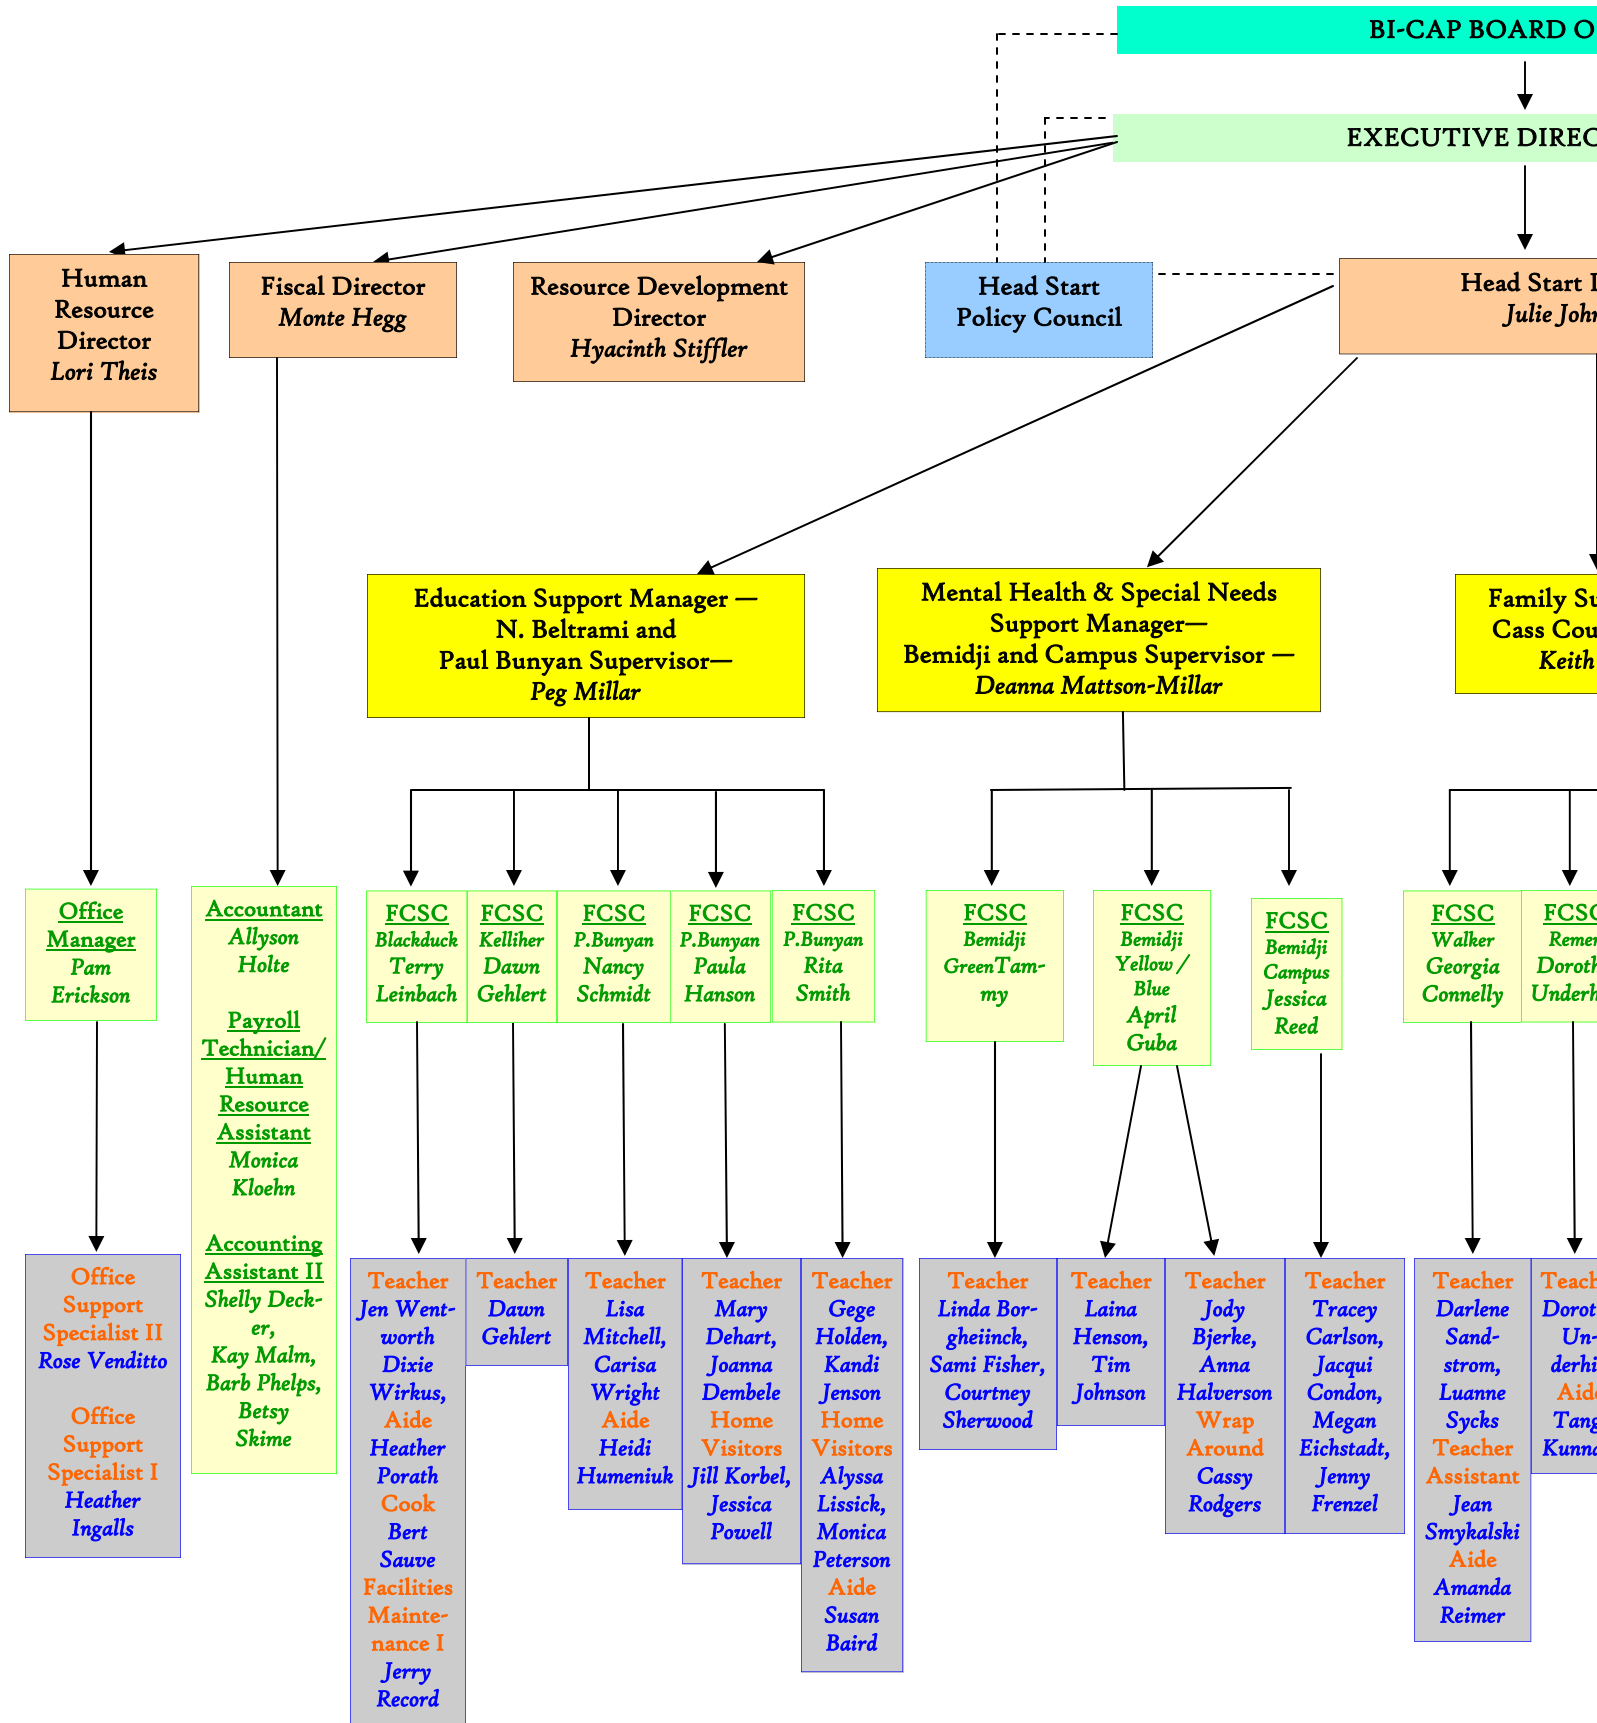 BI-CAP BOARD O
EXECUTIVE DIREC
Human
Resource
Director
Lori Theis
Fiscal Director
Monte Hegg
Resource Development
Director
Hyacinth Stiffler
Head Start
Policy Council
Head Start
Julie John
Education Support Manager —
N. Beltrami and
Paul Bunyan Supervisor—
Peg Millar
Mental Health & Special Needs
Support Manager—
Bemidji and Campus Supervisor —
Deanna Mattson-Millar
Family Su
Cass Cou
Keith
Office
Manager
Pam
Erickson
Accountant
Allyson
Holte
Payroll
Technician/
Human
Resource
Assistant
Monica
Kloehn
Accounting
Assistant II
Shelly Deck-
er,
Kay Malm,
Barb Phelps,
Betsy
Skime
FCSC
Blackduck
Terry
Leinbach
FCSC
Kelliher
Dawn
Gehlert
FCSC
P.Bunyan
Nancy
Schmidt
FCSC
P.Bunyan
Paula
Hanson
FCSC
P.Bunyan
Rita
Smith
FCSC
Bemidji
GreenTam-
my
FCSC
Bemidji
Yellow /
Blue
April
Guba
FCSC
Bemidji
Campus
Jessica
Reed
FCSC
Walker
Georgia
Connelly
FCSC
Remer
Doroth
Underh
Office
Support
Specialist II
Rose Venditto
Office
Support
Specialist I
Heather
Ingalls
Teacher
Jen Went-
worth
Dixie
Wirkus,
Aide
Heather
Porath
Cook
Bert
Sauve
Facilities
Mainte-
nance I
Jerry
Record
Teacher
Dawn
Gehlert
Teacher
Lisa
Mitchell,
Carisa
Wright
Aide
Heidi
Humeniuk
Teacher
Mary
Dehart,
Joanna
Dembele
Home
Visitors
Jill Korbel,
Jessica
Powell
Teacher
Gege
Holden,
Kandi
Jenson
Home
Visitors
Alyssa
Lissick,
Monica
Peterson
Aide
Susan
Baird
Teacher
Linda Bor-
gheiinck,
Sami Fisher,
Courtney
Sherwood
Teacher
Laina
Henson,
Tim
Johnson
Teacher
Jody
Bjerke,
Anna
Halverson
Wrap
Around
Cassy
Rodgers
Teacher
Tracey
Carlson,
Jacqui
Condon,
Megan
Eichstadt,
Jenny
Frenzel
Teacher
Darlene
Sand-
strom,
Luanne
Sycks
Teacher
Assistant
Jean
Smykalski
Aide
Amanda
Reimer
Teach
Dorot
Un-
derhi
Aide
Tang
Kunna